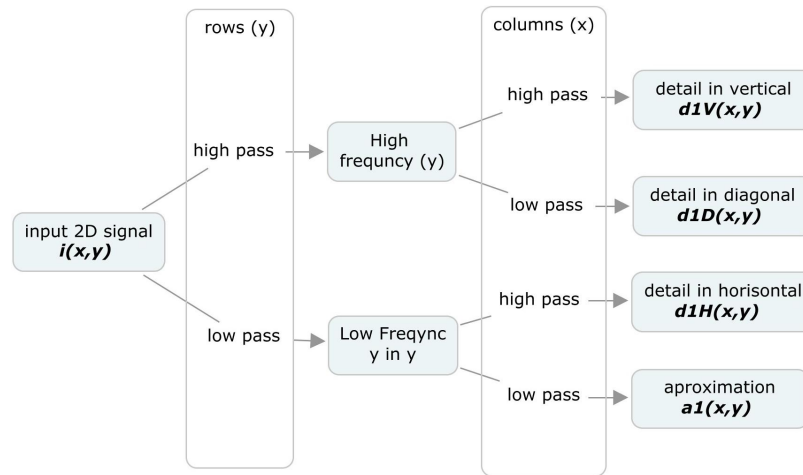 rows (y)
columns (x)
high pass
detail in vertical
d1V(x,y)
high pass
High
frequncy (y)
low pass
detail in diagonal
d1D(x,y)
input 2D signal
i(x,y)
high pass
detail in horisontal
d1H(x,y)
low pass
Low Freqync
y in y
low pass
aproximation
a1(x,y)